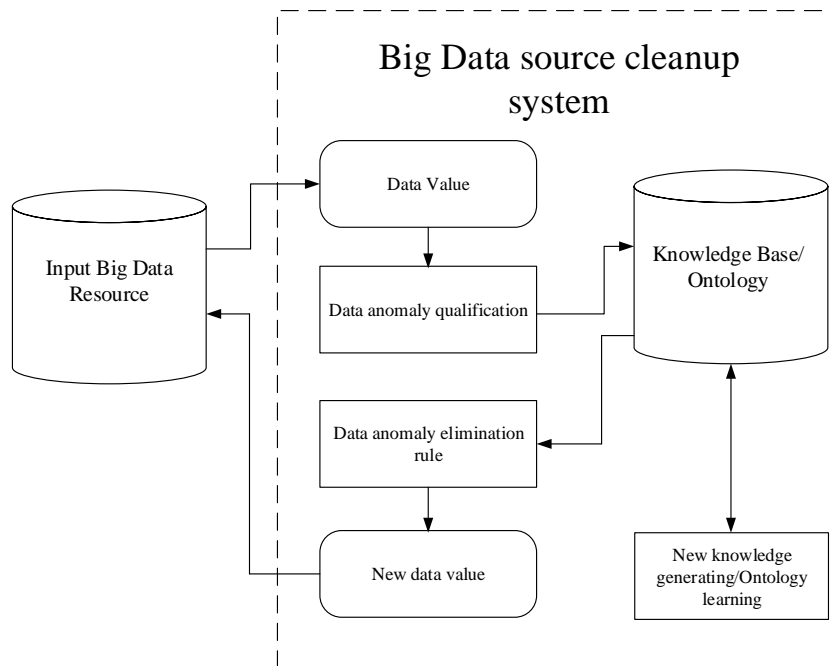 Big Data source cleanup
system
Data Value
Input Big Data
Resource
Knowledge Base/
Ontology
Data anomaly qualification
Data anomaly elimination
rule
New data value
New knowledge
generating/Ontology
learning